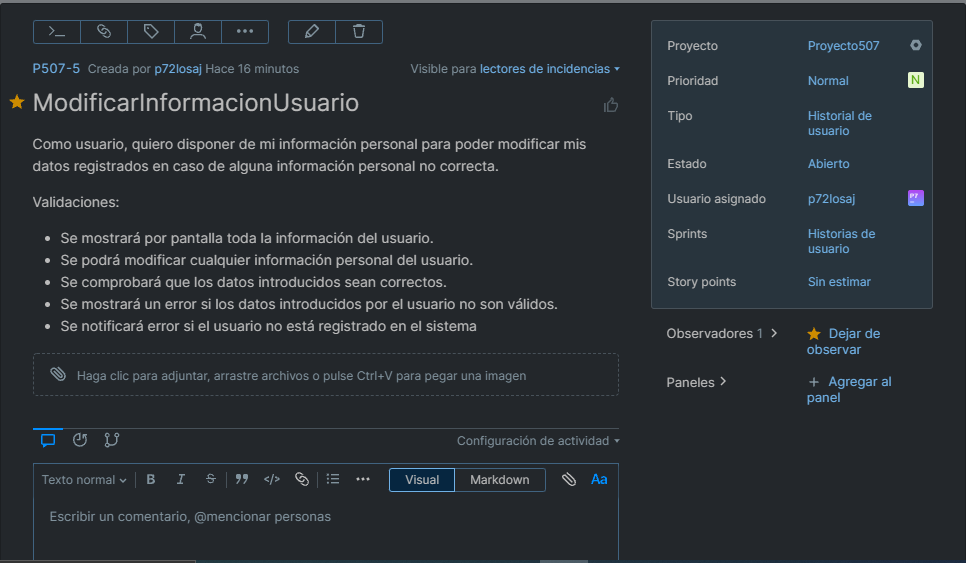 P507-5 Creada por p72losaj Hace 16 minutos
Visible para lectores de incidencias
ModificarInformacionUsuario
Como usuario, quiero disponer de mi información personal para poder modificar mis
datos registrados en caso de alguna información personal no correcta.
Validaciones:
Se mostrará por pantalla toda la información del usuario.
Se podrá modificar cualquier información personal del usuario.
Se comprobará que los datos introducidos sean correctos.
Se mostrará un error si los datos introducidos por el usuario no son válidos.
Se notificará error si el usuario no está registrado en el sistema
Haga clic para adjuntar, arrastre archivos o pulse Ctrl+V para pegar una imagen
Configuración de actividad
Texto normal B I S </> Visual Markdown Aa
Escribir un comentario, @mencionar personas
Proyecto Proyecto507
Prioridad Normal N
Tipo Historial de
usuario
Estado Abierto
Usuario asignado p72losaj P7
Sprints Historias de
usuario
Story points Sin estimar
Observadores 1 Dejar de
observar
Paneles + Agregar al
panel